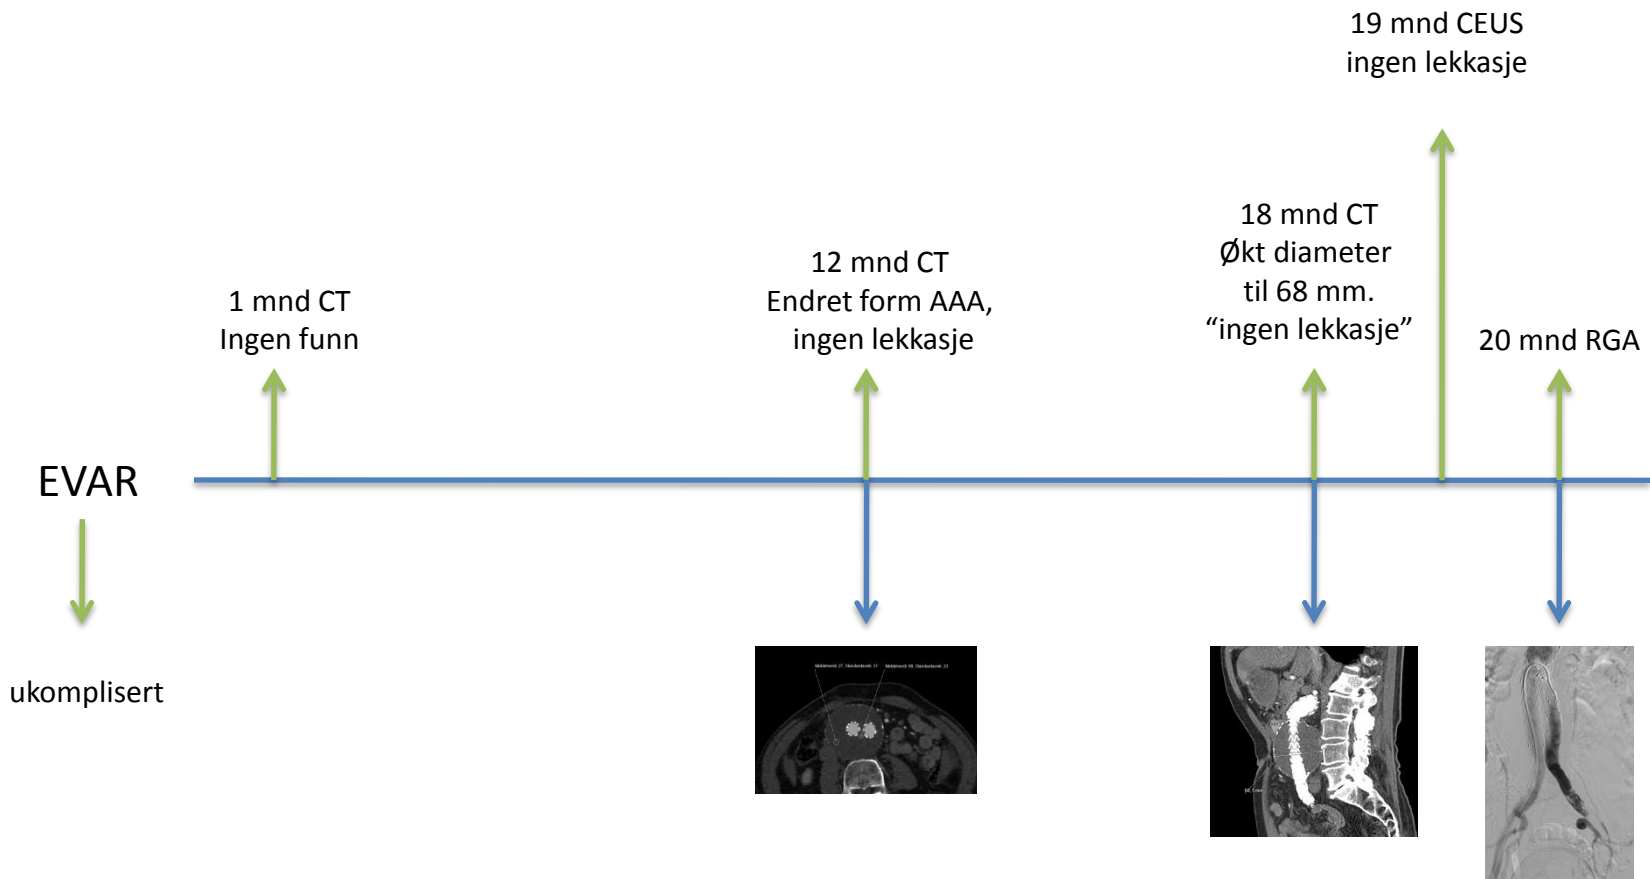 19 mnd CEUS
ingen lekkasje
18 mnd CT
Økt diameter
til 68 mm.
“ingen lekkasje”
12 mnd CT
Endret form AAA,
ingen lekkasje
1 mnd CT
Ingen funn
20 mnd RGA
EVAR
ukomplisert